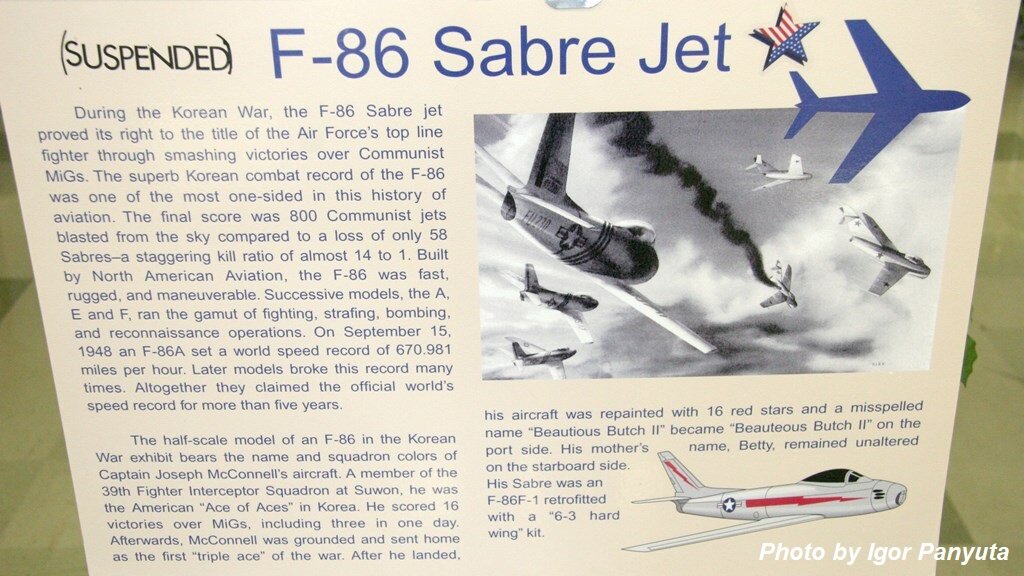 (SUSPENDED)
F-86 Sabre Jet
During the Korean War, the F-86 Sabre jet
proved its right to the title of the Air Force's top line
fighter through smashing victories over Communist
MiGs. The superb Korean combat record of the F-86
was one of the most one-sided in this history of
aviation. The final score was 800 Communist jets
blasted from the sky compared to a loss of only 58
Sabres–a staggering kill ratio of almost 14 to 1. Built
by North American Aviation, the F-86 was fast,
rugged, and maneuverable. Successive models, the A,
E and F, ran the gamut of fighting, strafing, bombing,
and reconnaissance operations. On September 15,
1948 an F-86A set a world speed record of 670.981
miles per hour. Later models broke this record many
times. Altogether they claimed the official world's
speed record for more than five years.
The half-scale model of an F-86 in the Korean
War exhibit bears the name and squadron colors of
Captain Joseph McConnell's aircraft. A member of the
39th Fighter Interceptor Squadron at Suwon, he was
the American "Ace of Aces" in Korea. He scored 16
victories over MiGs, including three in one day.
Afterwards, McConnell was grounded and sent home
as the first "triple ace" of the war. After he landed,
his aircraft was repainted with 16 red stars and a misspelled
name "Beautious Butch II" became "Beauteous Butch II" on the
port side. His mother's name, Betty, remained unaltered
on the starboard side.
His Sabre was an
F-86F-1 retrofitted
with a "6-3 hard
wing" kit.
Photo by Igor Panyuta